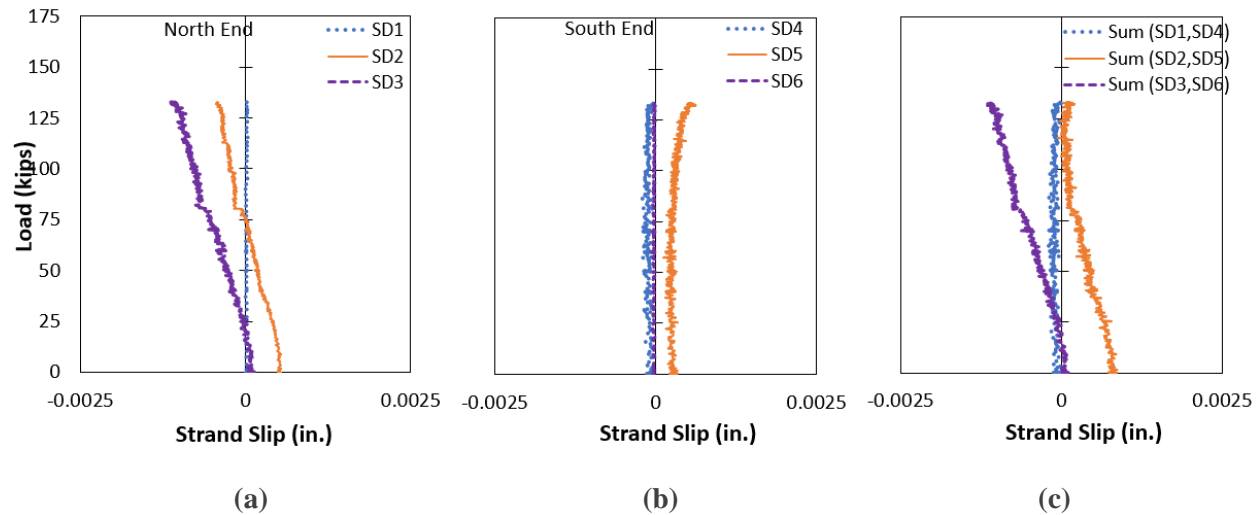 175
150
125
100
75
50
25
0
Load (kips)
North End
SD1
SD2
SD3
-0.0025
0
0.0025
Strand Slip (in.)
(a)
South End
SD4
SD5
SD6
-0.0025
0
0.0025
Strand Slip (in.)
(b)
Sum (SD1,SD4)
Sum (SD2,SD5)
Sum (SD3,SD6)
-0.0025
0
0.0025
Strand Slip (in.)
(c)